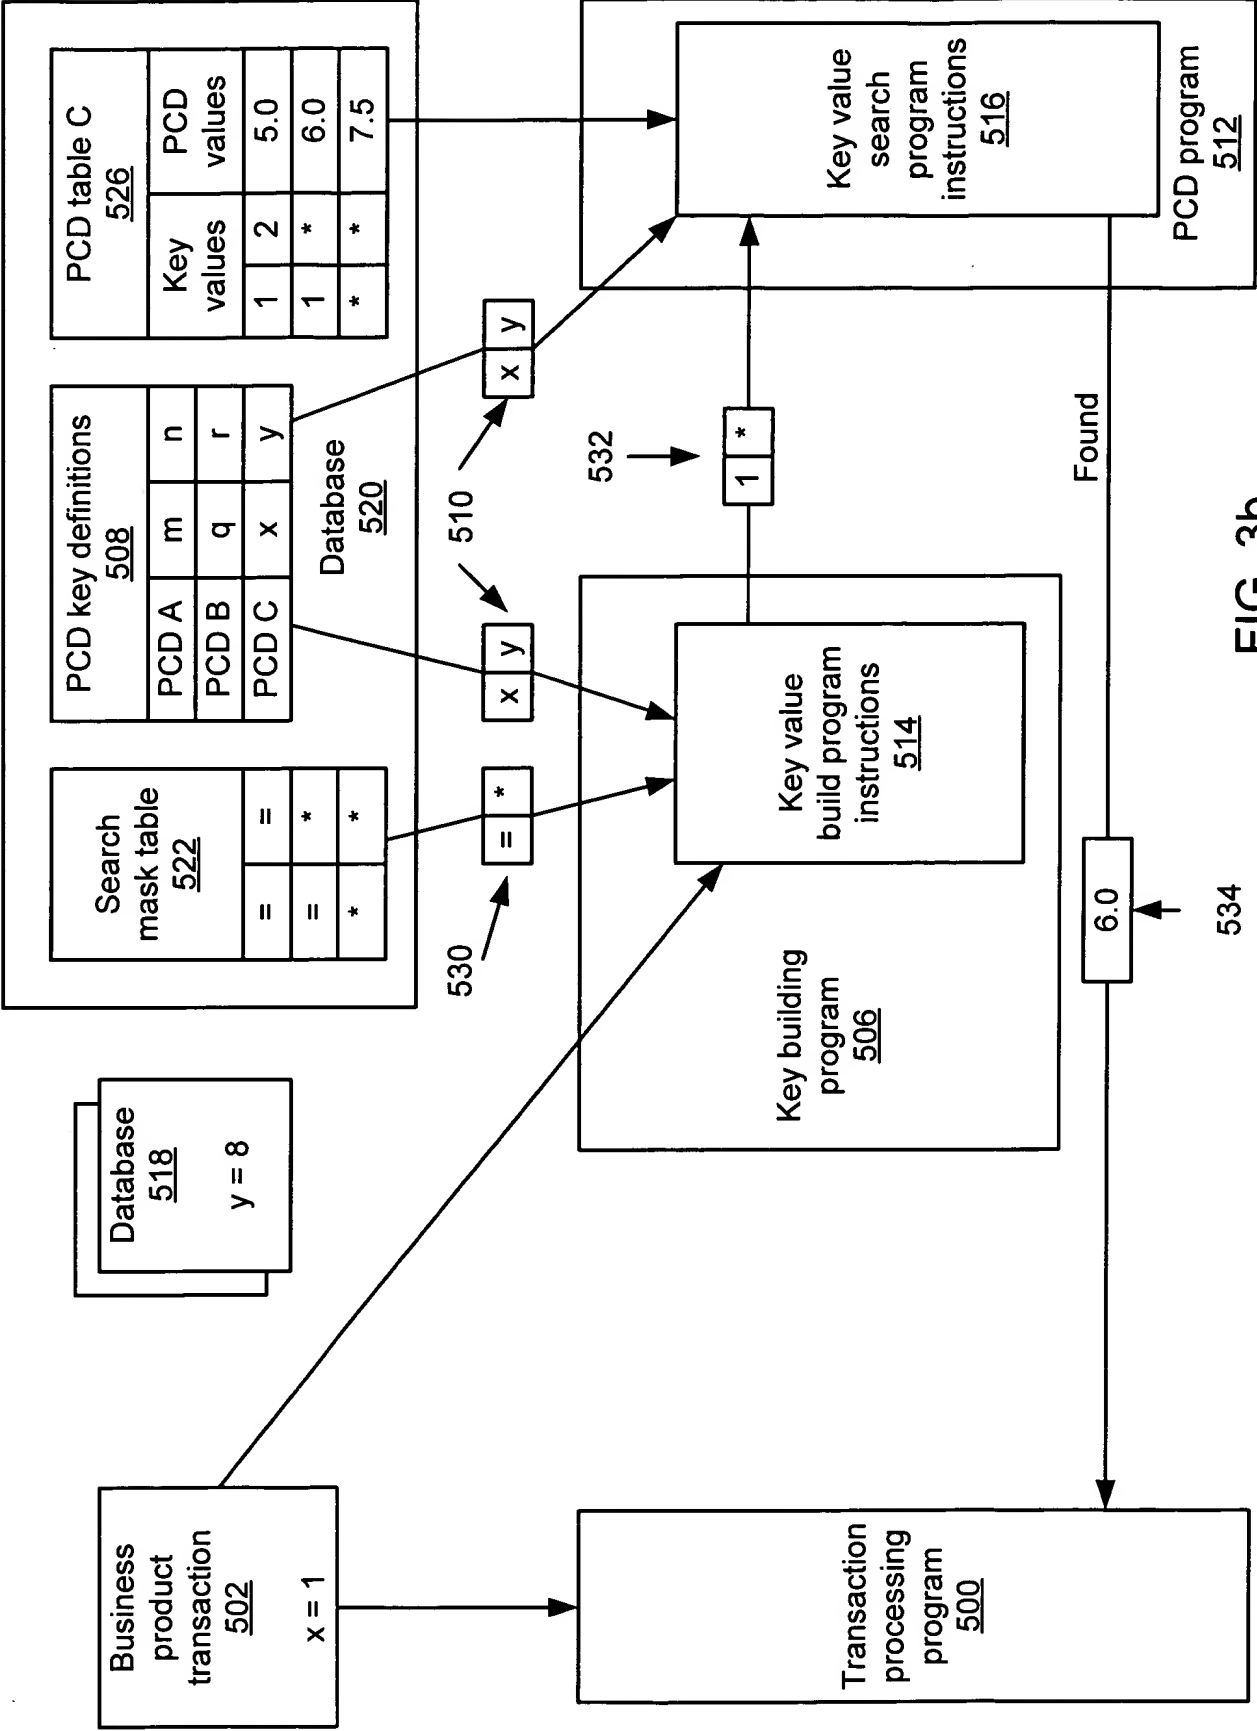 Business
product
transaction
502
x = 1
Database
518
y = 8
Search
mask table
522
= =
= *
* *
PCD key definitions
508
PCD A m n
PCD B q r
PCD C x y
Database
520
PCD table C
526
Key
values
PCD
values
1 2 5.0
1 * 6.0
* * 7.5
530
= *
x y
510
x y
Key building
program
506
Key value
build program
instructions
514
532
1 *
Key value
search
program
instructions
516
PCD program
512
Transaction
processing
program
500
6.0
534
Found
FIG. 3b